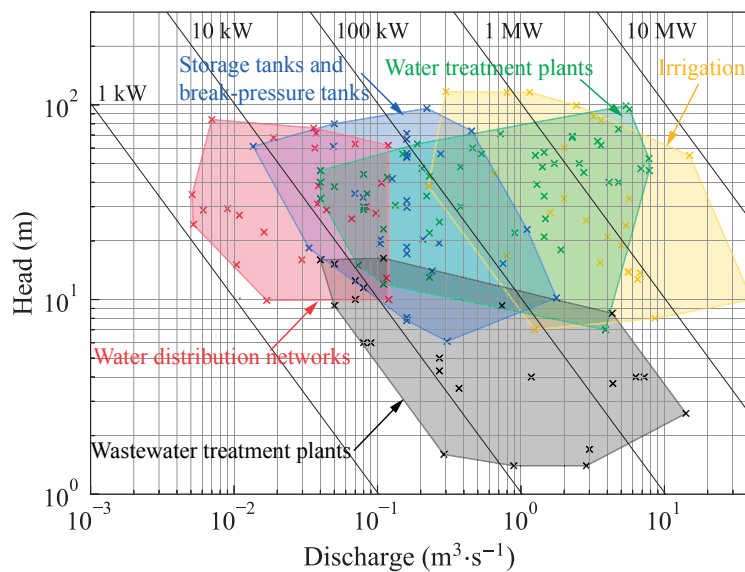 10 kW
100 kW
1 MW
10 MW
Storage tanks and
break-pressure tanks
Water treatment plants
Irrigation
1 kW
10²
10¹
10⁰
Head (m)
Water distribution networks
Wastewater treatment plants
10⁻³
10⁻²
10⁻¹
10⁰
10¹
Discharge (m³·s⁻¹)